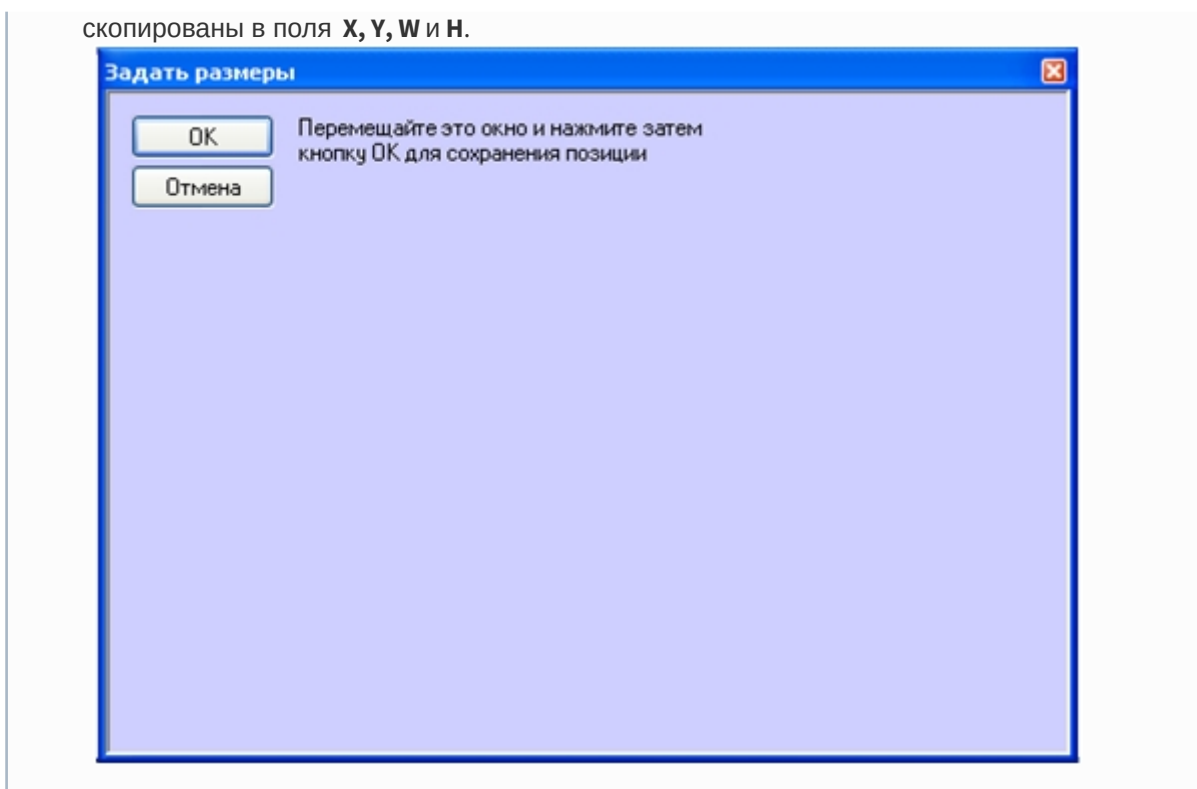 скопированы в поля X, Y, W и H.
Задать размеры
OK
Перемещайте это окно и нажмите затем
кнопку OK для сохранения позиции
Отмена